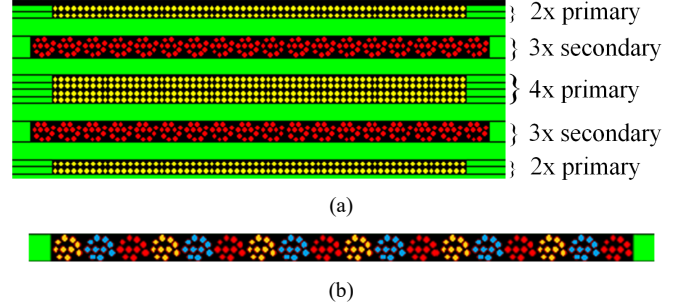 } 2x primary
} 3x secondary
} 4x primary
} 3x secondary
} 2x primary
(a)
(b)